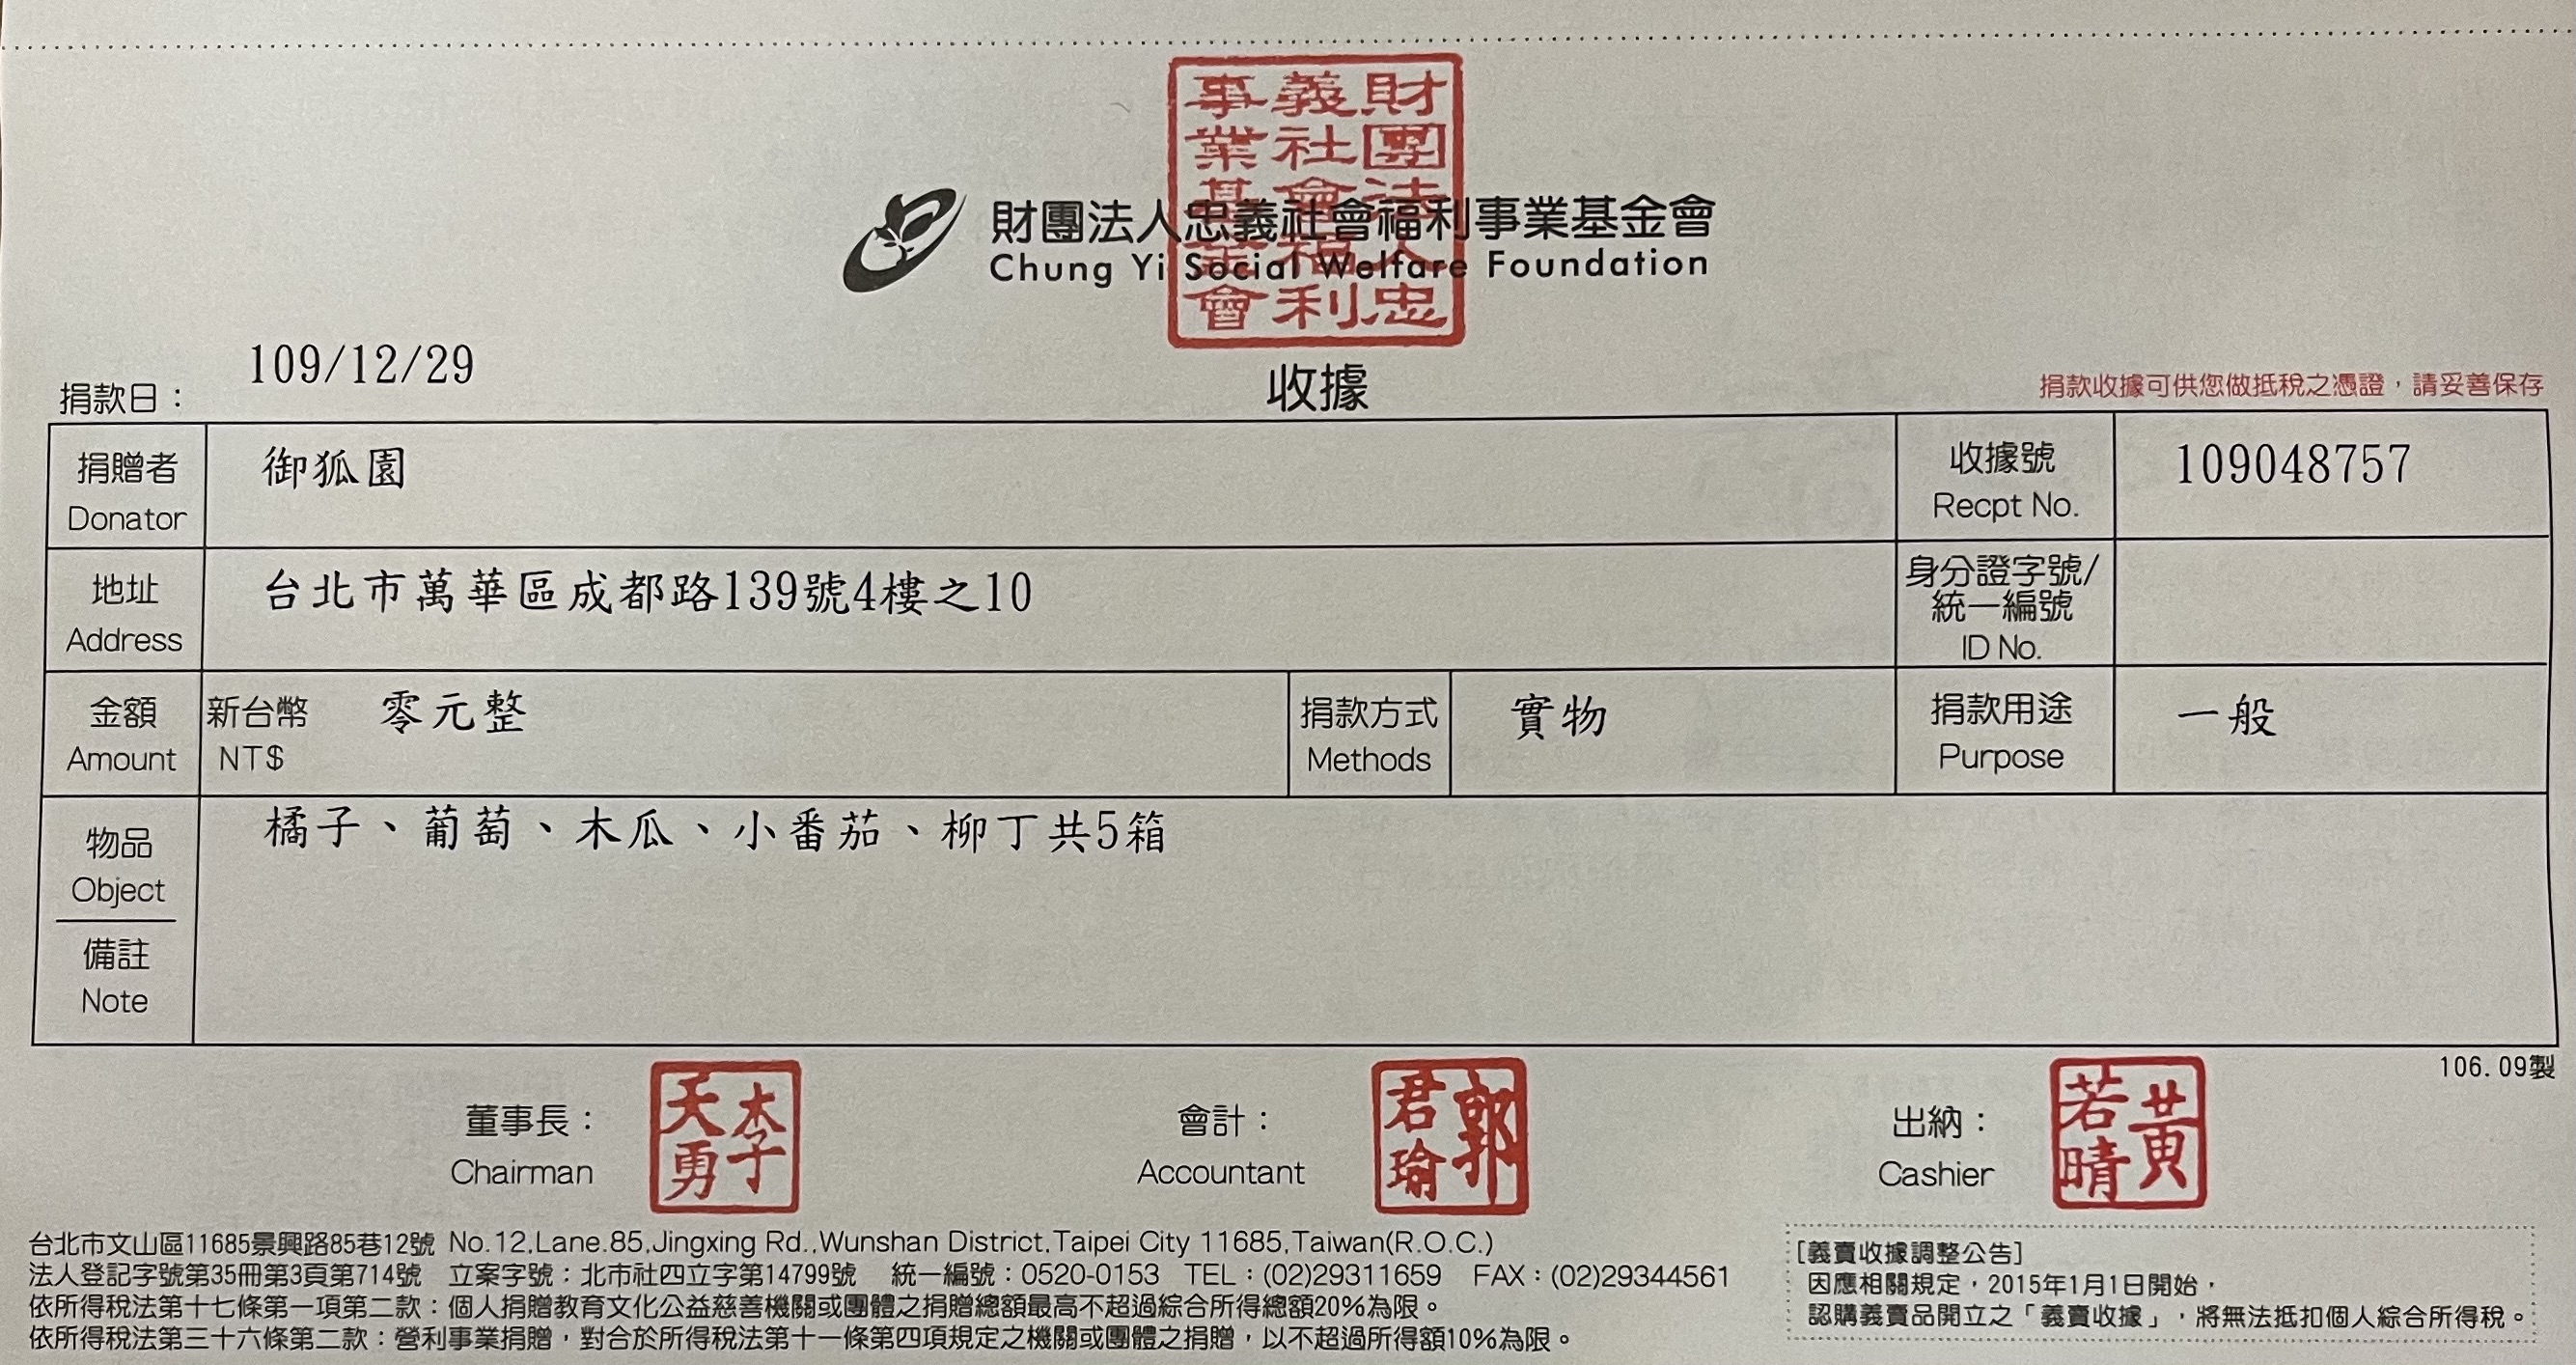 財團法人忠義社會福利事業基金會
財團法人忠義社會福利事業基金會
Chung Yi Social Welfare Foundation
捐款日：
109/12/29
收據
捐款收據可供您做抵稅之憑證，請妥善保存
捐贈者
Donator
御狐園
收據號
Recpt No.
109048757
地址
Address
台北市萬華區成都路139號4樓之10
身分證字號/
統一編號
ID No.
金額
Amount
新台幣
NT$
零元整
捐款方式
Methods
實物
捐款用途
Purpose
一般
物品
Object
橘子、葡萄、木瓜、小番茄、柳丁共5箱
備註
Note
106.09製
董事長：
Chairman
李天勇
會計：
Accountant
郭君瑜
出納：
Cashier
黃若晴
台北市文山區11685景興路85巷12號 No.12,Lane.85,Jingxing Rd.,Wunshan District,Taipei City 11685,Taiwan(R.O.C.)
法人登記字號第35冊第3頁第714號 立案字號：北市社四立字第14799號 統一編號：0520-0153 TEL：(02)29311659 FAX：(02)29344561
依所得稅法第十七條第一項第二款：個人捐贈教育文化公益慈善機關或團體之捐贈總額最高不超過綜合所得總額20%為限。
依所得稅法第三十六條第二款：營利事業捐贈，對合於所得稅法第十一條第四項規定之機關或團體之捐贈，以不超過所得額10%為限。
[義賣收據調整公告]
因應相關規定，2015年1月1日開始，
認購義賣品開立之「義賣收據」，將無法抵扣個人綜合所得稅。